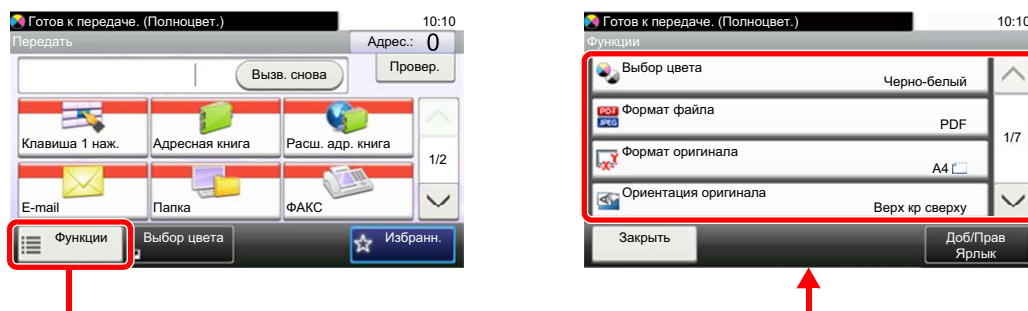 Готов к передаче. (Полноцвет.) 10:10
Передать Адрес.: 0
Вызв. снова Провер.
Клавиша 1 наж. Адресная книга Расш. адр. книга
1/2
E-mail Папка ФАКС
Функции Выбор цвета Избранн.
Готов к передаче. (Полноцвет.) 10:10
Функции
Выбор цвета
Черно-белый
PDF JPEG Формат файла
PDF
1/7
Формат оригинала
A4
Ориентация оригинала
Верх кр сверху
Закрыть Доб/Прав
Ярлык